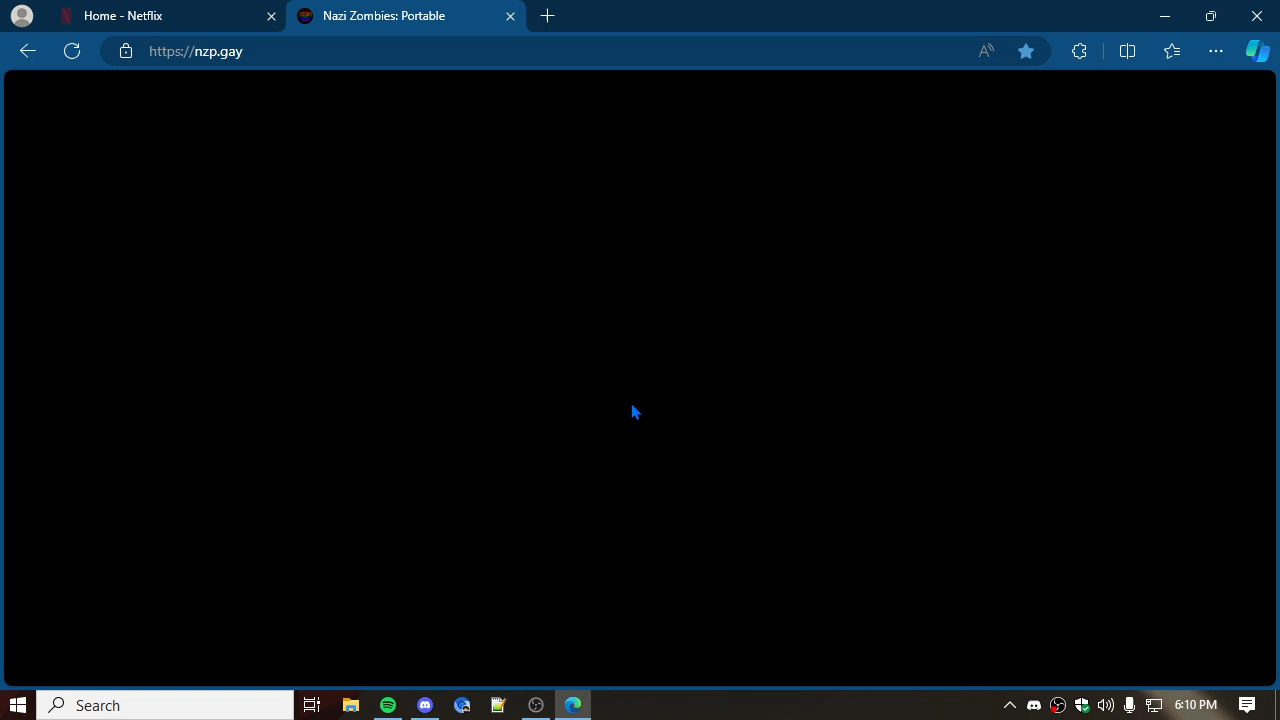 Home - Netflix
Nazi Zombies: Portable
https://nzp.gay
Search
6:10 PM